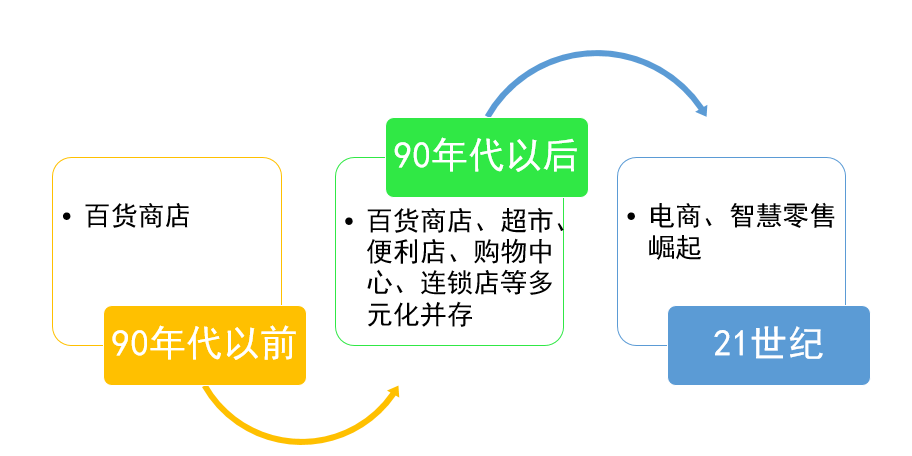 • 百货商店
90年代以前
90年代以后
• 百货商店、超市、
便利店、购物中
心、连锁店等多
元化并存
• 电商、智慧零售
崛起
21世纪